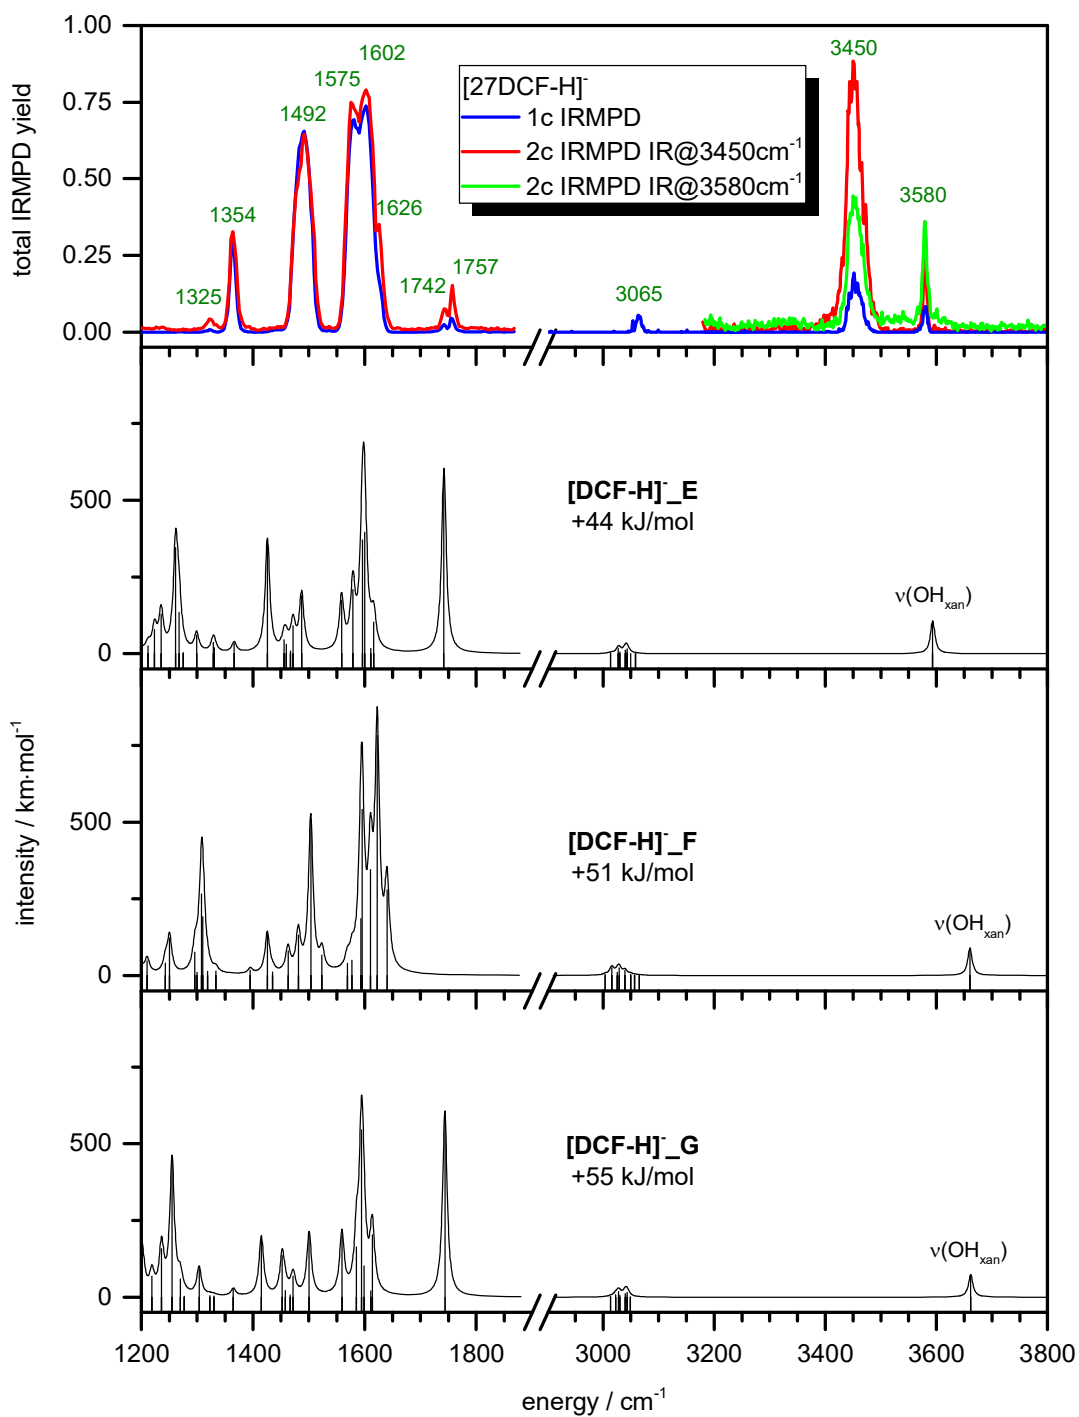 1.00
0.75
0.50
0.25
0.00
total IRMPD yield
1325
1354
1492
1575
1602
1626
1742
1757
3065
3450
3580
[27DCF-H]⁻
1c IRMPD
2c IRMPD IR@3450cm⁻¹
2c IRMPD IR@3580cm⁻¹
500
0
[DCF-H]⁻_E
+44 kJ/mol
ν(OHₓₐₙ)
500
0
[DCF-H]⁻_F
+51 kJ/mol
ν(OHₓₐₙ)
intensity / km·mol⁻¹
500
0
[DCF-H]⁻_G
+55 kJ/mol
ν(OHₓₐₙ)
1200 1400 1600 1800 3000 3200 3400 3600 3800
energy / cm⁻¹